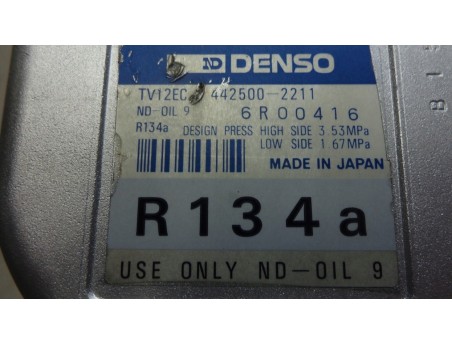 ND DENSO
TV12EC 442500-2211
ND-OIL 9 6R00416
R134a DESIGN PRESS HIGH SIDE 3.53MPa
LOW SIDE 1.67MPa
MADE IN JAPAN
R134a
USE ONLY ND-OIL 9